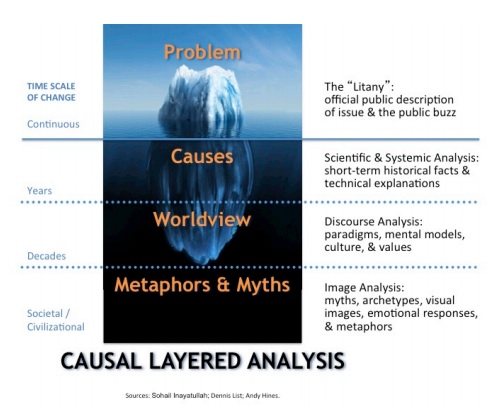 Problem
TIME SCALE
OF CHANGE
Continuous
The “Litany”:
official public description
of issue & the public buzz
Causes
Years
Scientific & Systemic Analysis:
short-term historical facts &
technical explanations
Worldview
Decades
Discourse Analysis:
paradigms, mental models,
culture, & values
Metaphors & Myths
Societal /
Civilizational
Image Analysis:
myths, archetypes, visual
images, emotional responses,
& metaphors
CAUSAL LAYERED ANALYSIS
Sources: Sohail Inayatullah; Dennis List; Andy Hines.